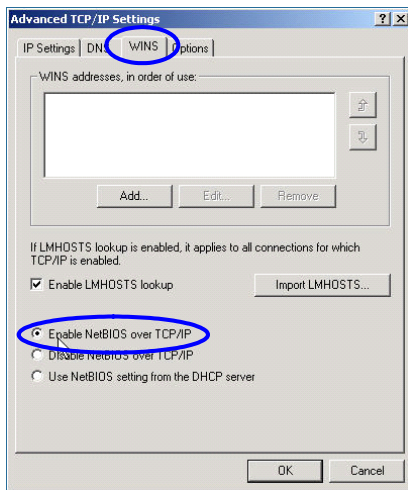 Advanced TCP/IP Settings
IP Settings DNS WINS Options
WINS addresses, in order of use:
Add... Edit... Remove
If LMHOSTS lookup is enabled, it applies to all connections for which
TCP/IP is enabled.
Enable LMHOSTS lookup Import LMHOSTS...
Enable NetBIOS over TCP/IP
Disable NetBIOS over TCP/IP
Use NetBIOS setting from the DHCP server
OK Cancel